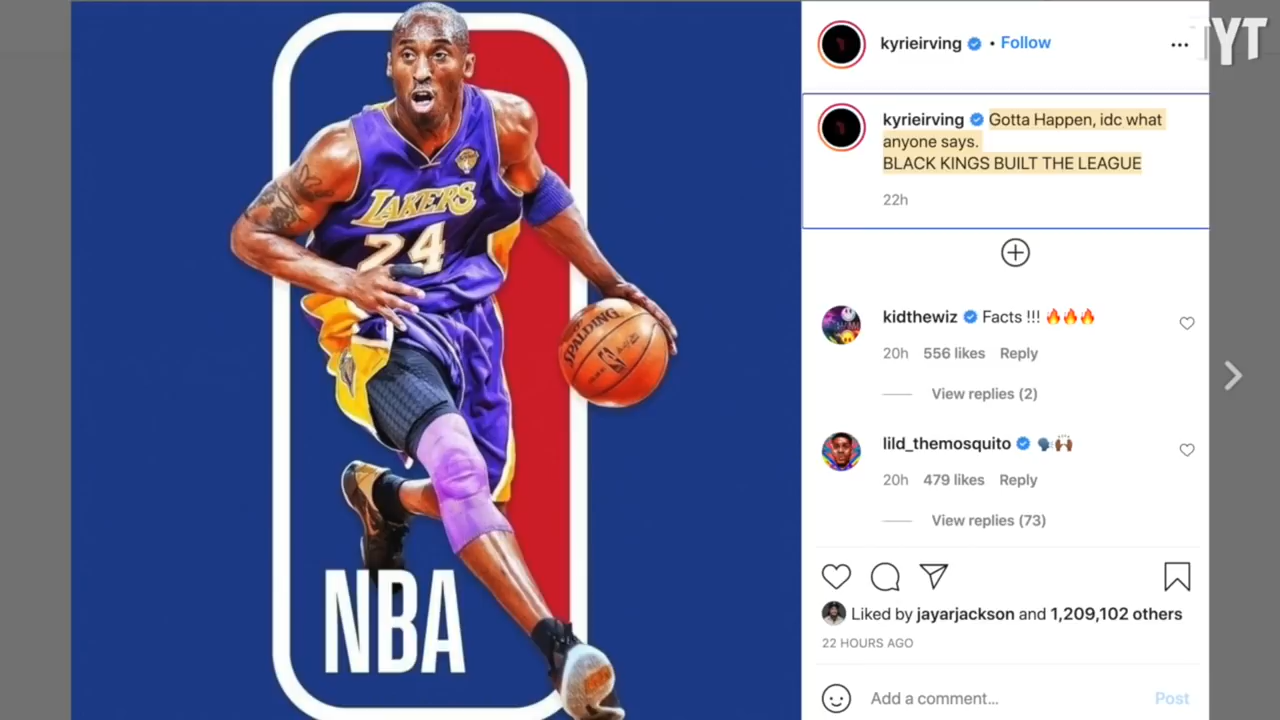 TYT
kyrieirving • Follow
kyrieirving Gotta Happen, idc what
anyone says.
BLACK KINGS BUILT THE LEAGUE
22h
kidthewiz Facts !!! 🔥🔥🔥
20h 556 likes Reply
View replies (2)
lild_themosquito 🗣🙌🏾
20h 479 likes Reply
View replies (73)
Liked by jayarjackson and 1,209,102 others
22 HOURS AGO
Add a comment... Post
LAKERS
24
SPALDING
NBA